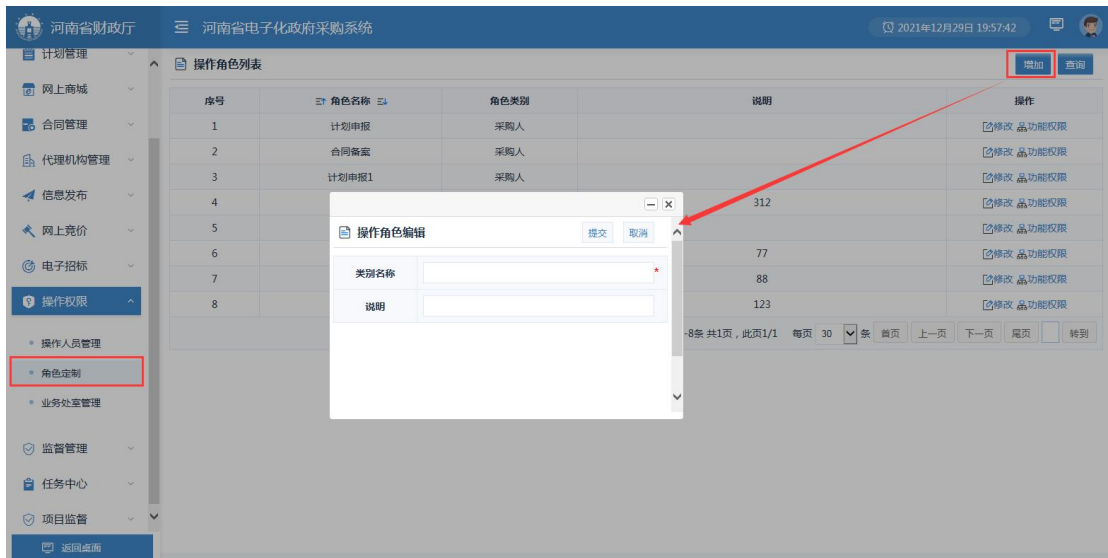 河南省财政厅
河南省电子化政府采购系统
2021年12月29日 19:57:42
计划管理
网上商城
合同管理
代理机构管理
信息发布
网上竞价
电子招标
操作权限
操作人员管理
角色定制
业务处室管理
监督管理
任务中心
项目监督
返回桌面
操作角色列表
增加 查询
序号 角色名称 角色类别 说明 操作
1 计划申报 采购人 修改 功能权限
2 合同备案 采购人 修改 功能权限
3 计划申报1 采购人 修改 功能权限
4 312 修改 功能权限
5 修改 功能权限
6 77 修改 功能权限
7 88 修改 功能权限
8 123 修改 功能权限
-8条 共1页，此页1/1 每页 30 条 首页 上一页 下一页 尾页 转到
操作角色编辑 提交 取消
类别名称 *
说明